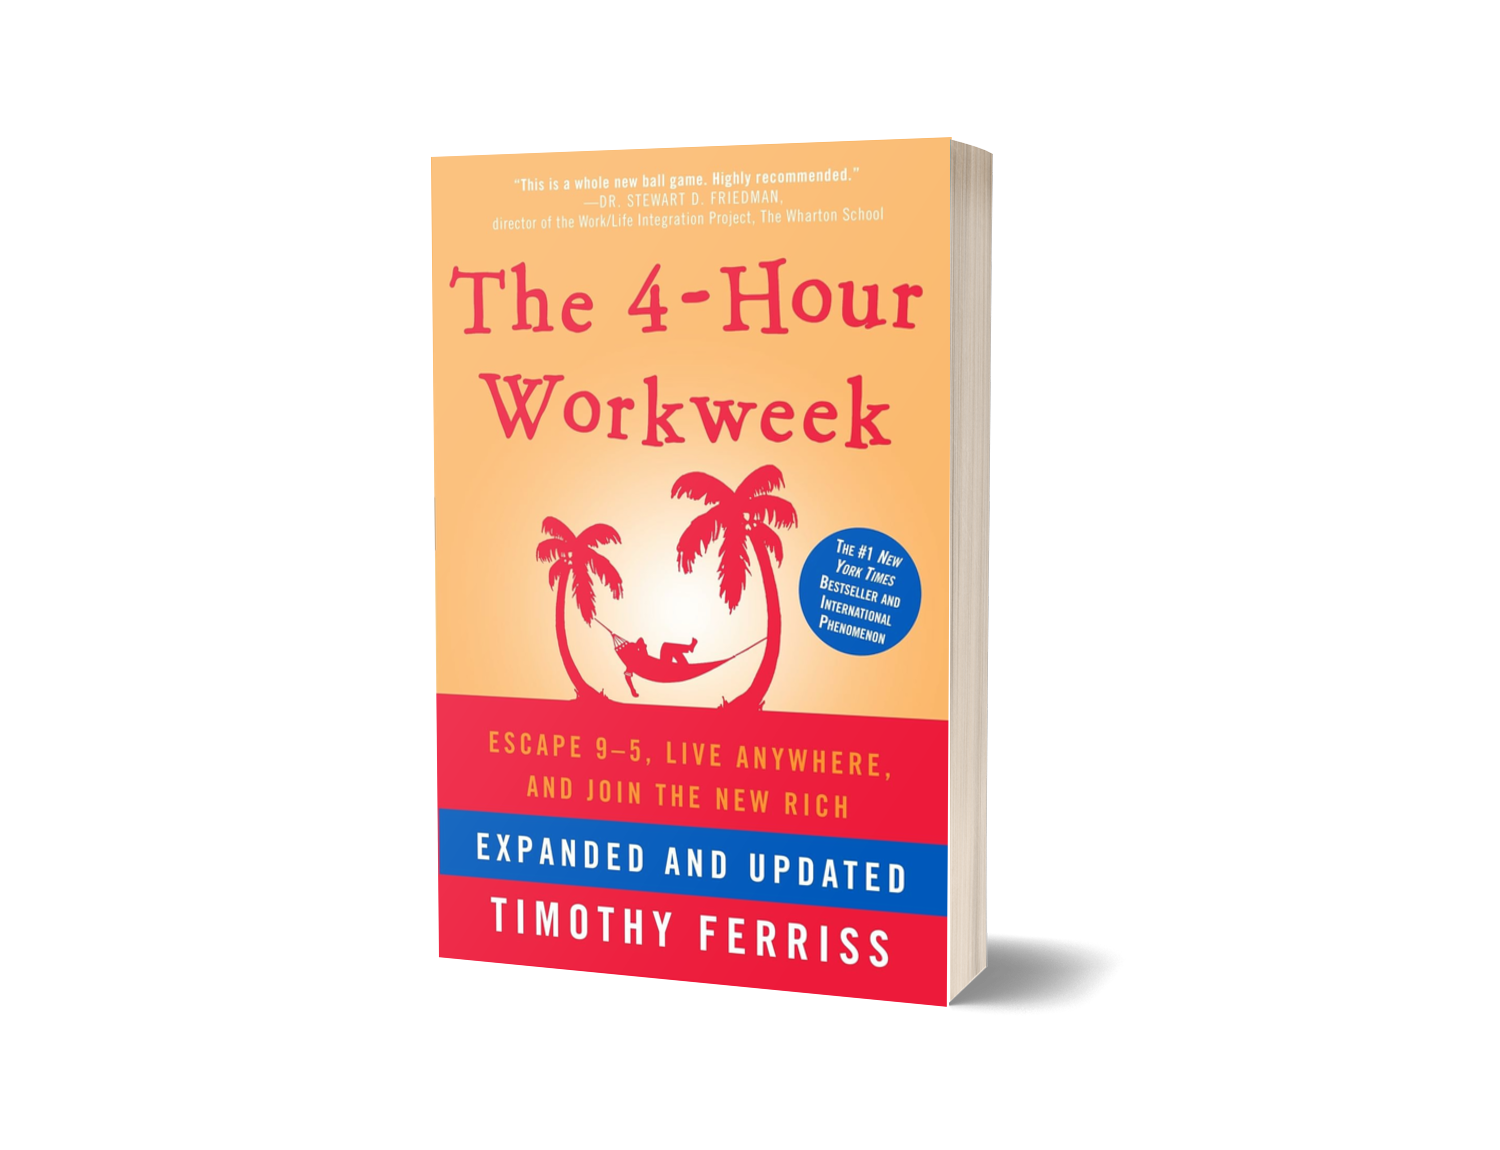 “This is a whole new ball game. Highly recommended.”
—DR. STEWART D. FRIEDMAN,
director of the Work/Life Integration Project, The Wharton School
The 4-Hour
Workweek
THE #1 NEW
YORK TIMES
BESTSELLER AND
INTERNATIONAL
PHENOMENON
ESCAPE 9–5, LIVE ANYWHERE,
AND JOIN THE NEW RICH
EXPANDED AND UPDATED
TIMOTHY FERRISS